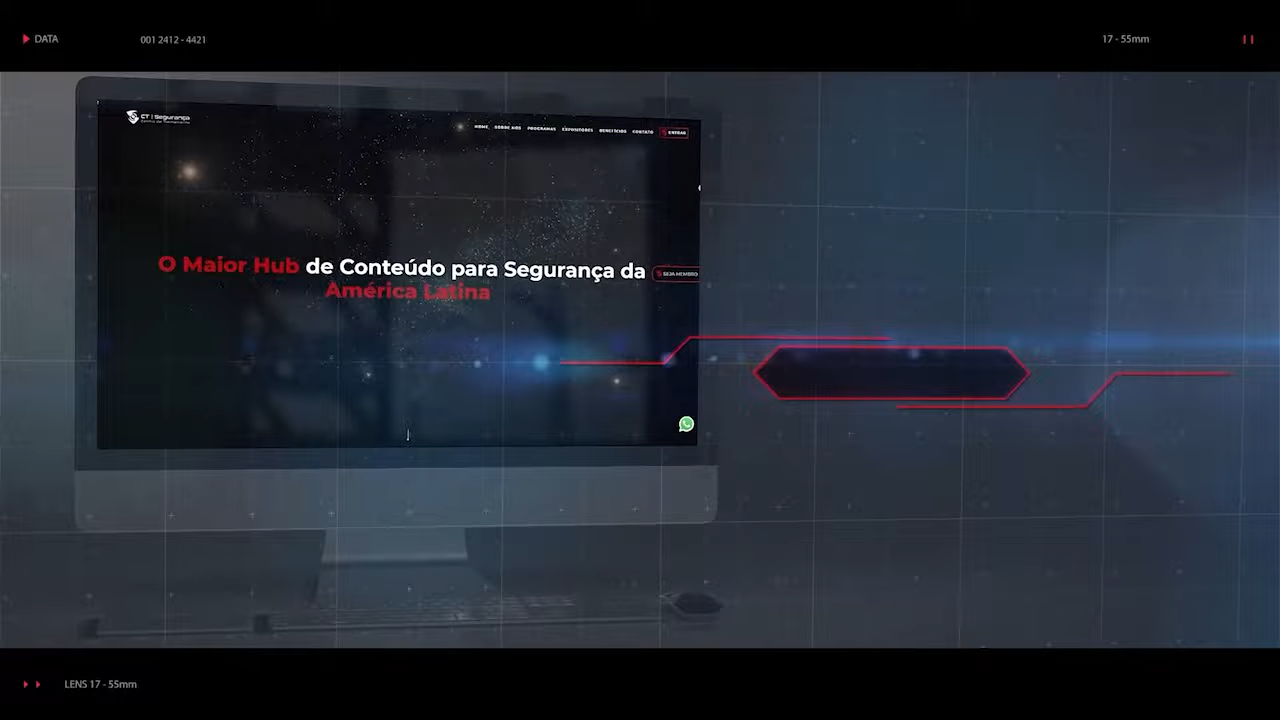 DATA
001 2412 - 4421
17 - 55mm
CT | Segurança
HOME
SOBRE NÓS
PROGRAMAS
EXPOSITORES
BENEFÍCIOS
CONTATO
ENTRAR
O Maior Hub de Conteúdo para Segurança da
América Latina
SEJA MEMBRO
LENS 17 - 55mm